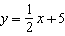 y = 1/2 x + 5